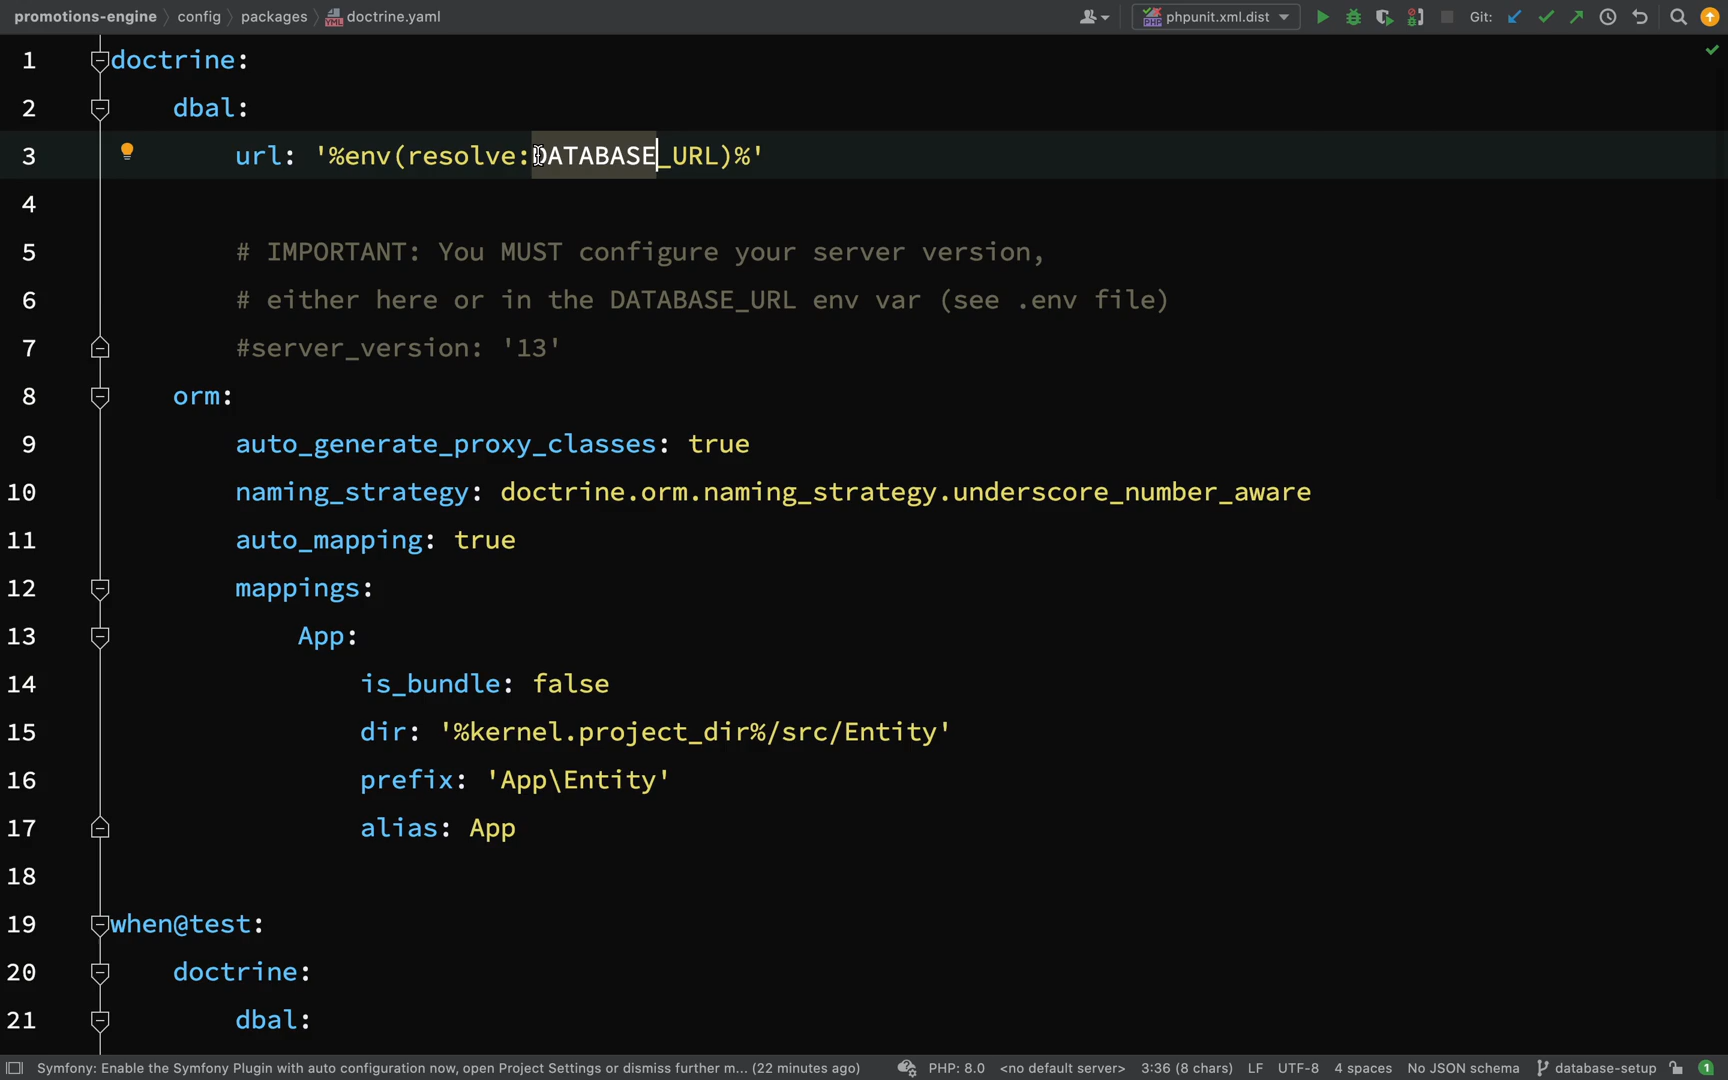 promotions-engine config packages doctrine.yaml phpunit.xml.dist Git:
1 doctrine:
2 dbal:
3 url: '%env(resolve:DATABASE_URL)%'
4
5 # IMPORTANT: You MUST configure your server version,
6 # either here or in the DATABASE_URL env var (see .env file)
7 #server_version: '13'
8 orm:
9 auto_generate_proxy_classes: true
10 naming_strategy: doctrine.orm.naming_strategy.underscore_number_aware
11 auto_mapping: true
12 mappings:
13 App:
14 is_bundle: false
15 dir: '%kernel.project_dir%/src/Entity'
16 prefix: 'App\Entity'
17 alias: App
18
19 when@test:
20 doctrine:
21 dbal:
Symfony: Enable the Symfony Plugin with auto configuration now, open Project Settings or dismiss further m... (22 minutes ago) PHP: 8.0 <no default server> 3:36 (8 chars) LF UTF-8 4 spaces No JSON schema database-setup 1